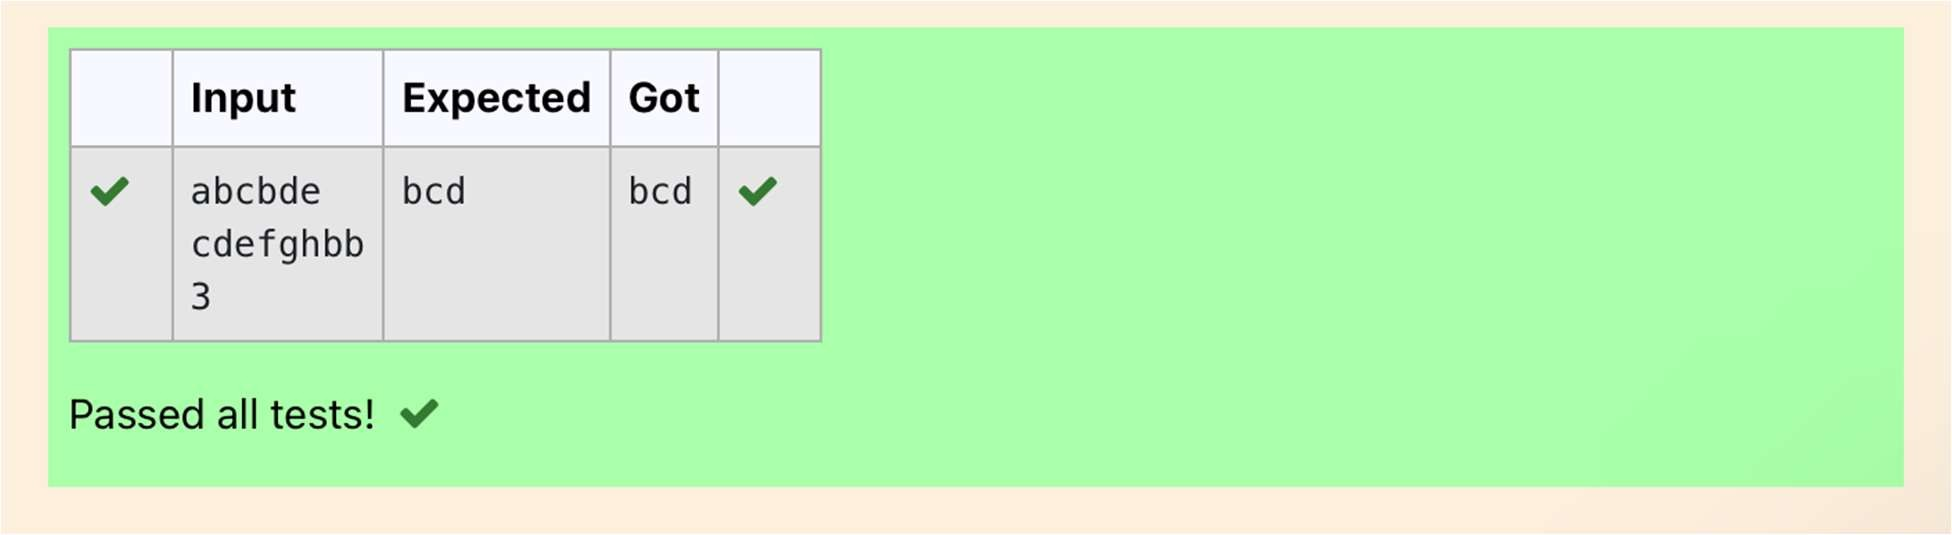 Input Expected Got
abcbde bcd bcd
cdefghbb
3
Passed all tests!